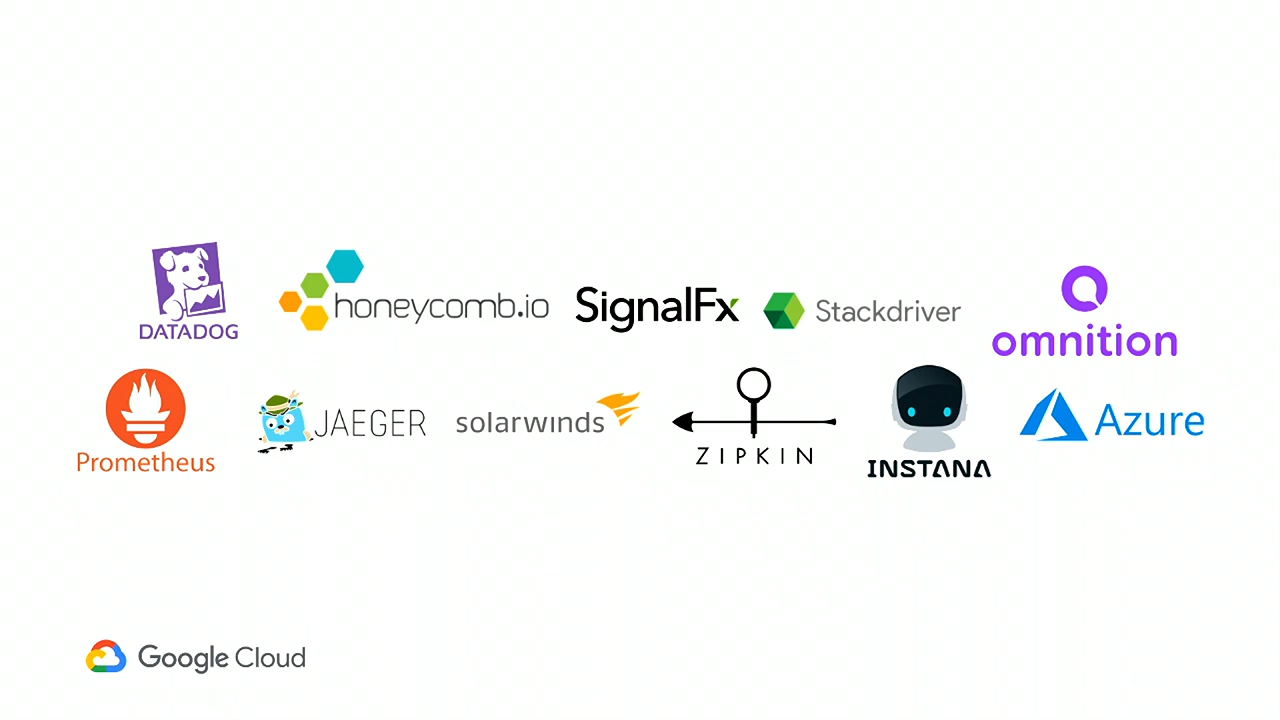 DATADOG
honeycomb.io
SignalFx
Stackdriver
omnition
Prometheus
JAEGER
solarwinds
ZIPKIN
INSTANA
Azure
Google Cloud